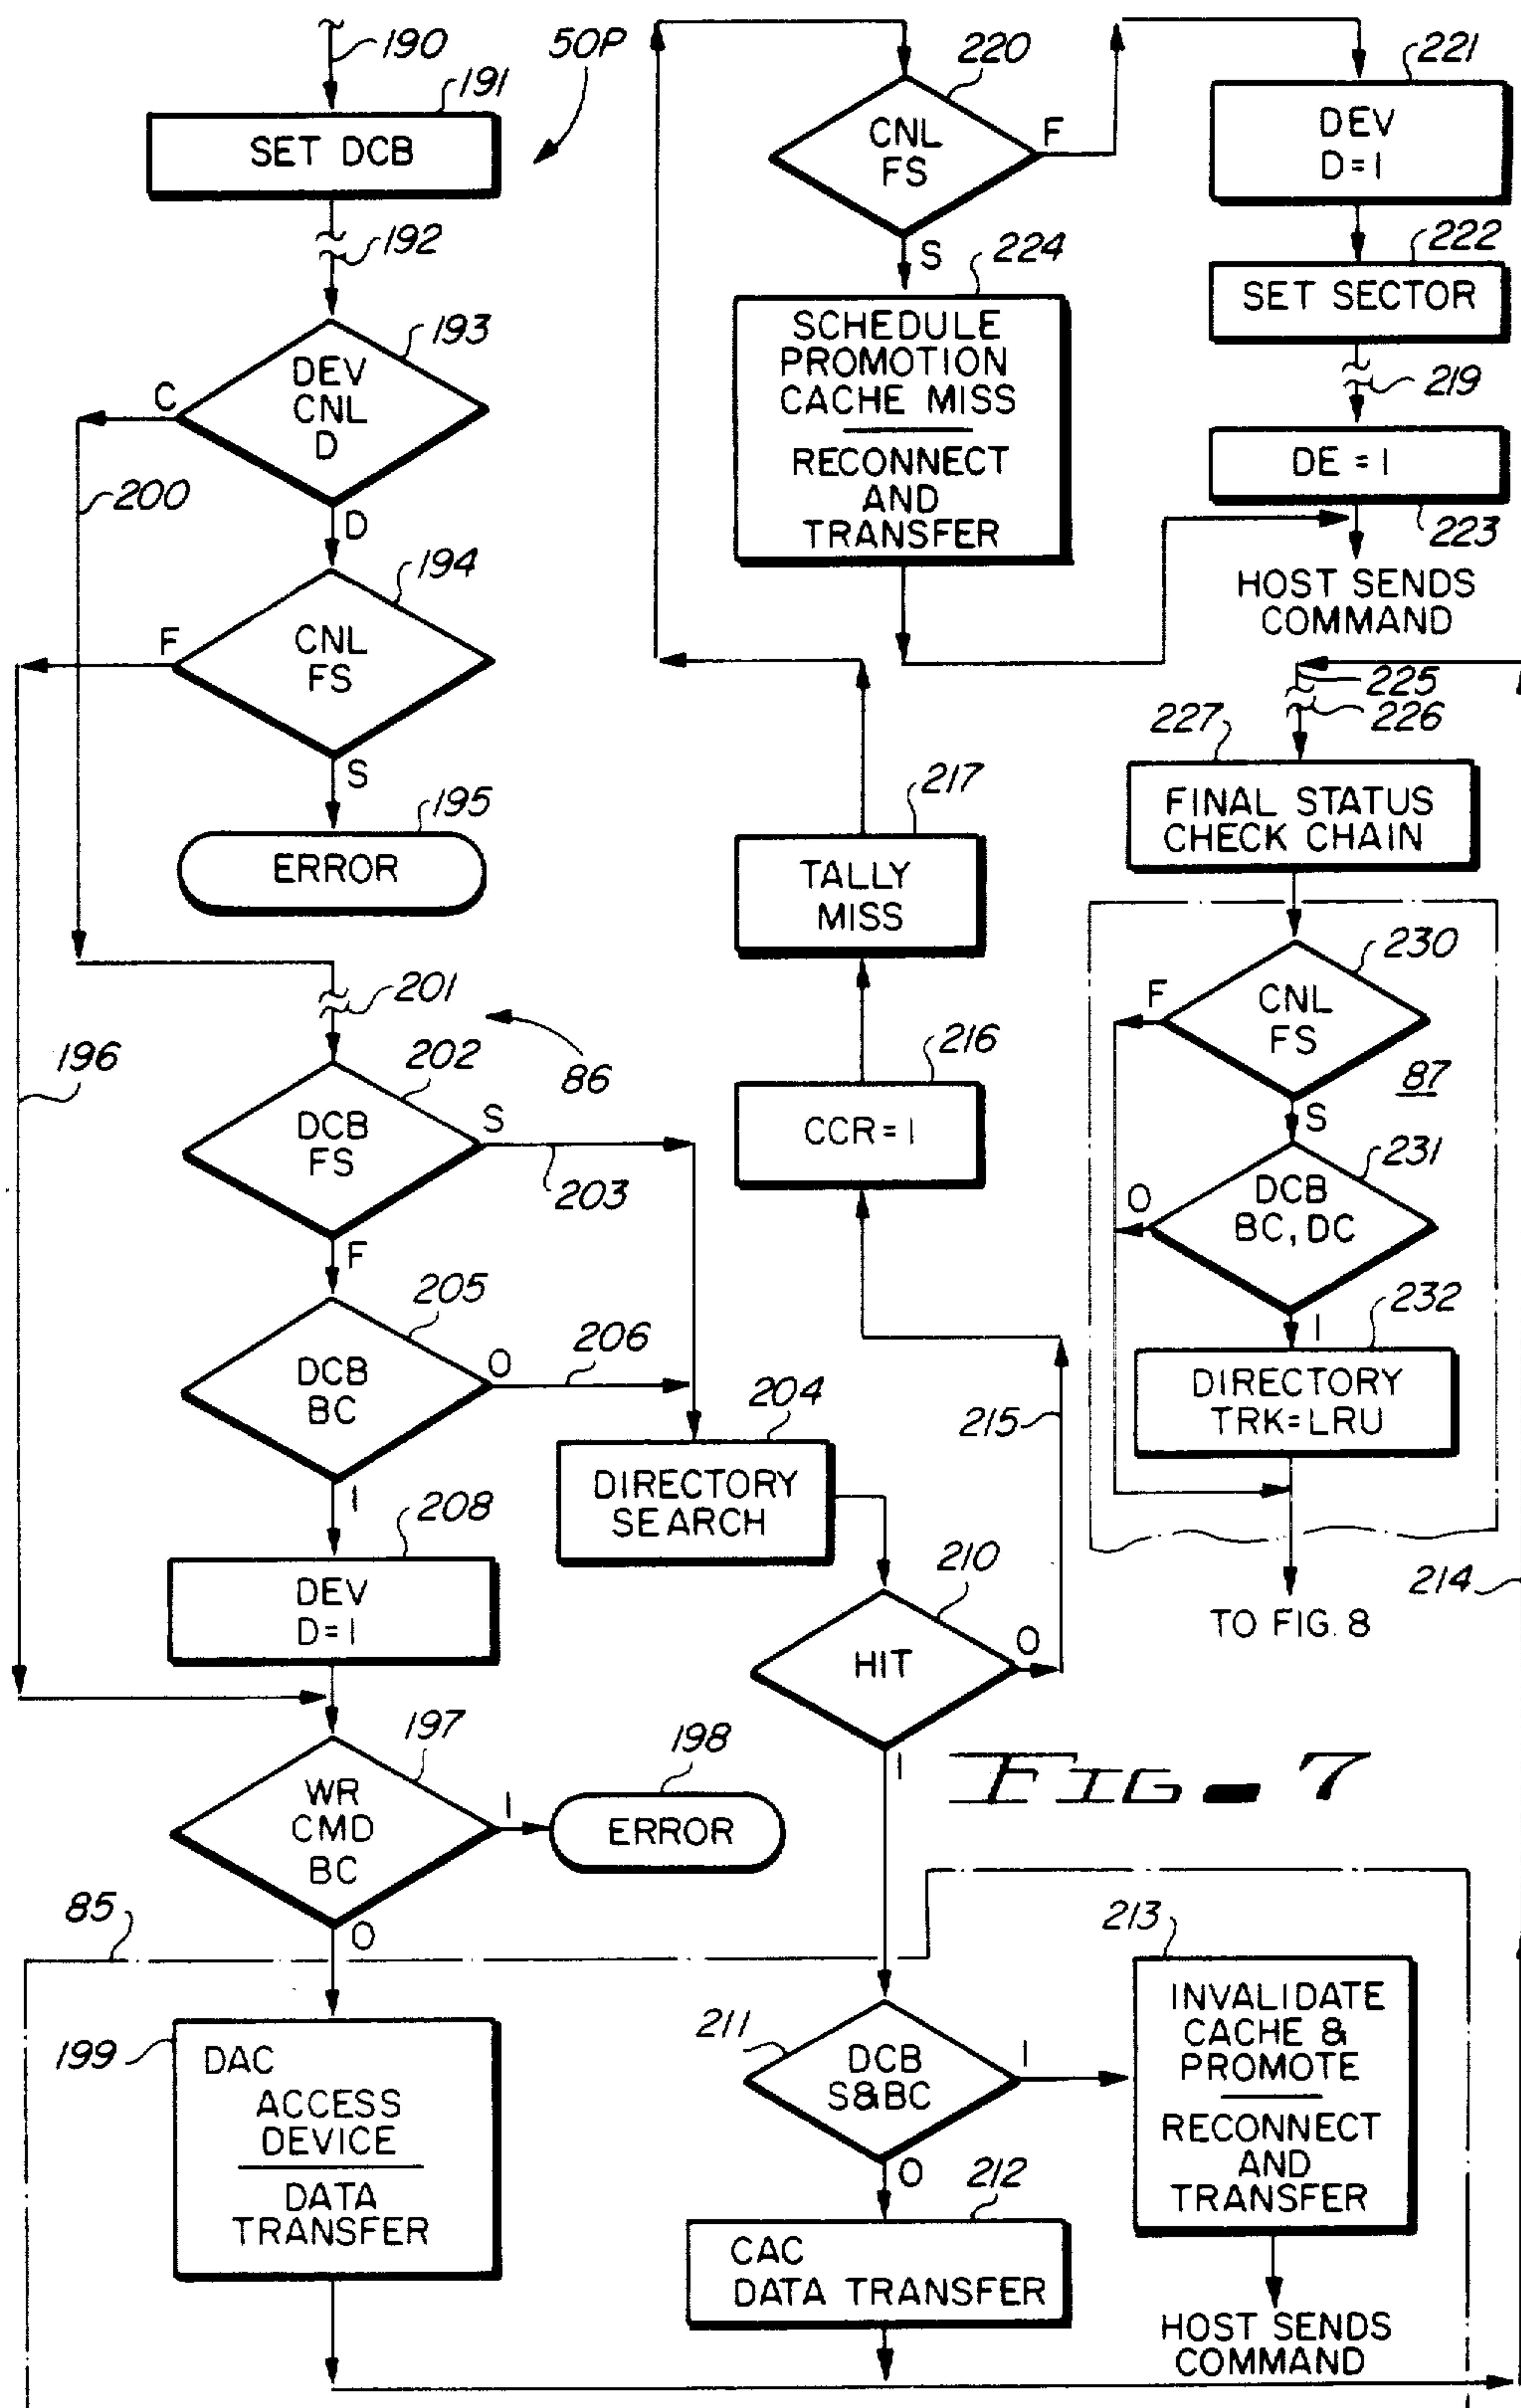 190
50P
191
SET DCB
192
193
DEV
CNL
D
C
D
200
194
CNL
FS
F
S
195
ERROR
196
201
86
202
DCB
FS
S
203
F
205
DCB
BC
O
206
I
208
DEV
D=I
197
WR
CMD
BC
I
198
ERROR
O
85
199
DAC
ACCESS
DEVICE
DATA
TRANSFER
204
DIRECTORY
SEARCH
210
HIT
O
I
215
216
CCR=I
217
TALLY
MISS
220
CNL
FS
F
S
224
SCHEDULE
PROMOTION
CACHE MISS
RECONNECT
AND
TRANSFER
221
DEV
D=I
222
SET SECTOR
219
DE=I
223
HOST SENDS
COMMAND
225
226
227
FINAL STATUS
CHECK CHAIN
230
CNL
FS
F
87
S
231
DCB
BC, DC
O
I
232
DIRECTORY
TRK=LRU
214
TO FIG. 8
FIG-7
211
DCB
S&BC
I
O
212
CAC
DATA TRANSFER
213
INVALIDATE
CACHE &
PROMOTE
RECONNECT
AND
TRANSFER
HOST SENDS
COMMAND